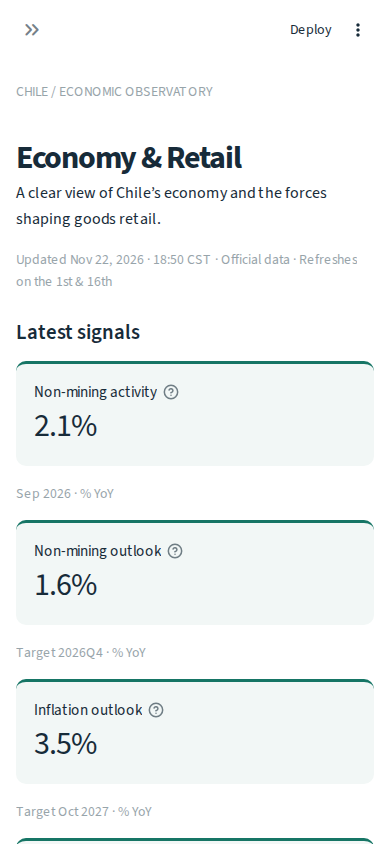 Deploy
CHILE / ECONOMIC OBSERVATORY
Economy & Retail
A clear view of Chile’s economy and the forces
shaping goods retail.
Updated Nov 22, 2026 · 18:50 CST · Official data · Refreshes
on the 1st & 16th
Latest signals
Non-mining activity
2.1%
Sep 2026 · % YoY
Non-mining outlook
1.6%
Target 2026Q4 · % YoY
Inflation outlook
3.5%
Target Oct 2027 · % YoY